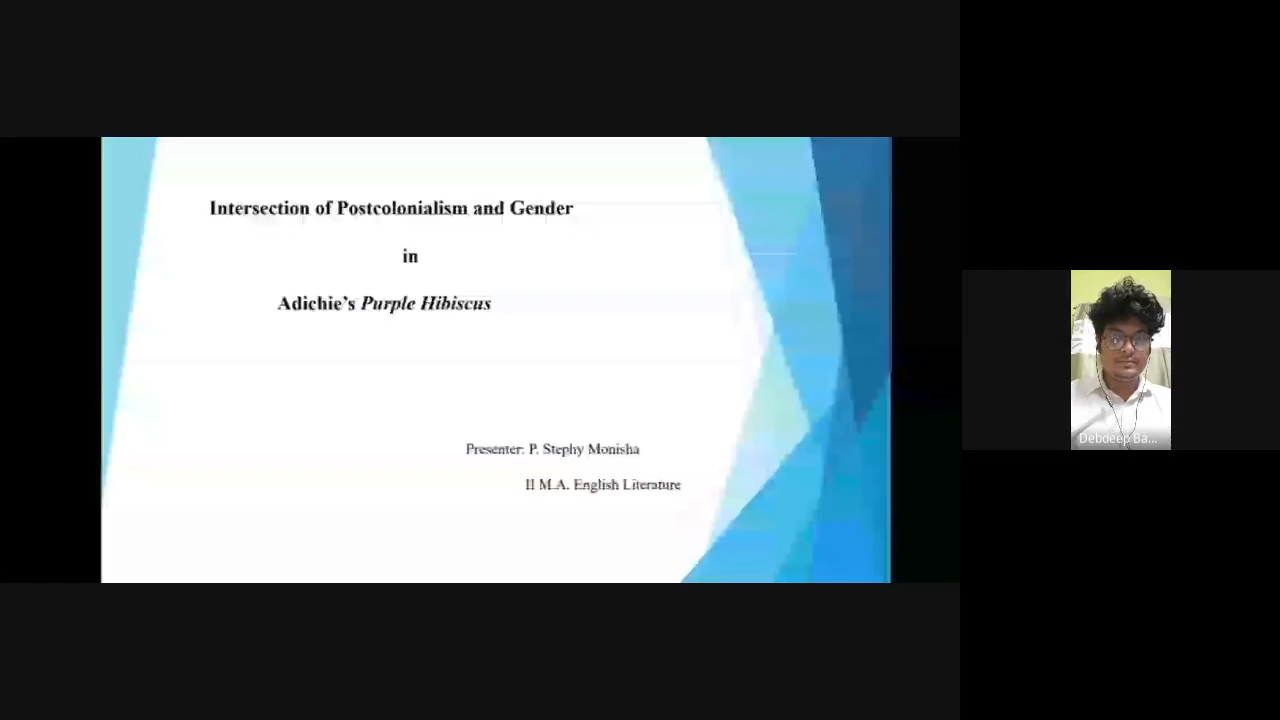 Intersection of Postcolonialism and Gender
in
Adichie’s Purple Hibiscus
Presenter: P. Stephy Monisha
II M.A. English Literature
Debdeep Ba...